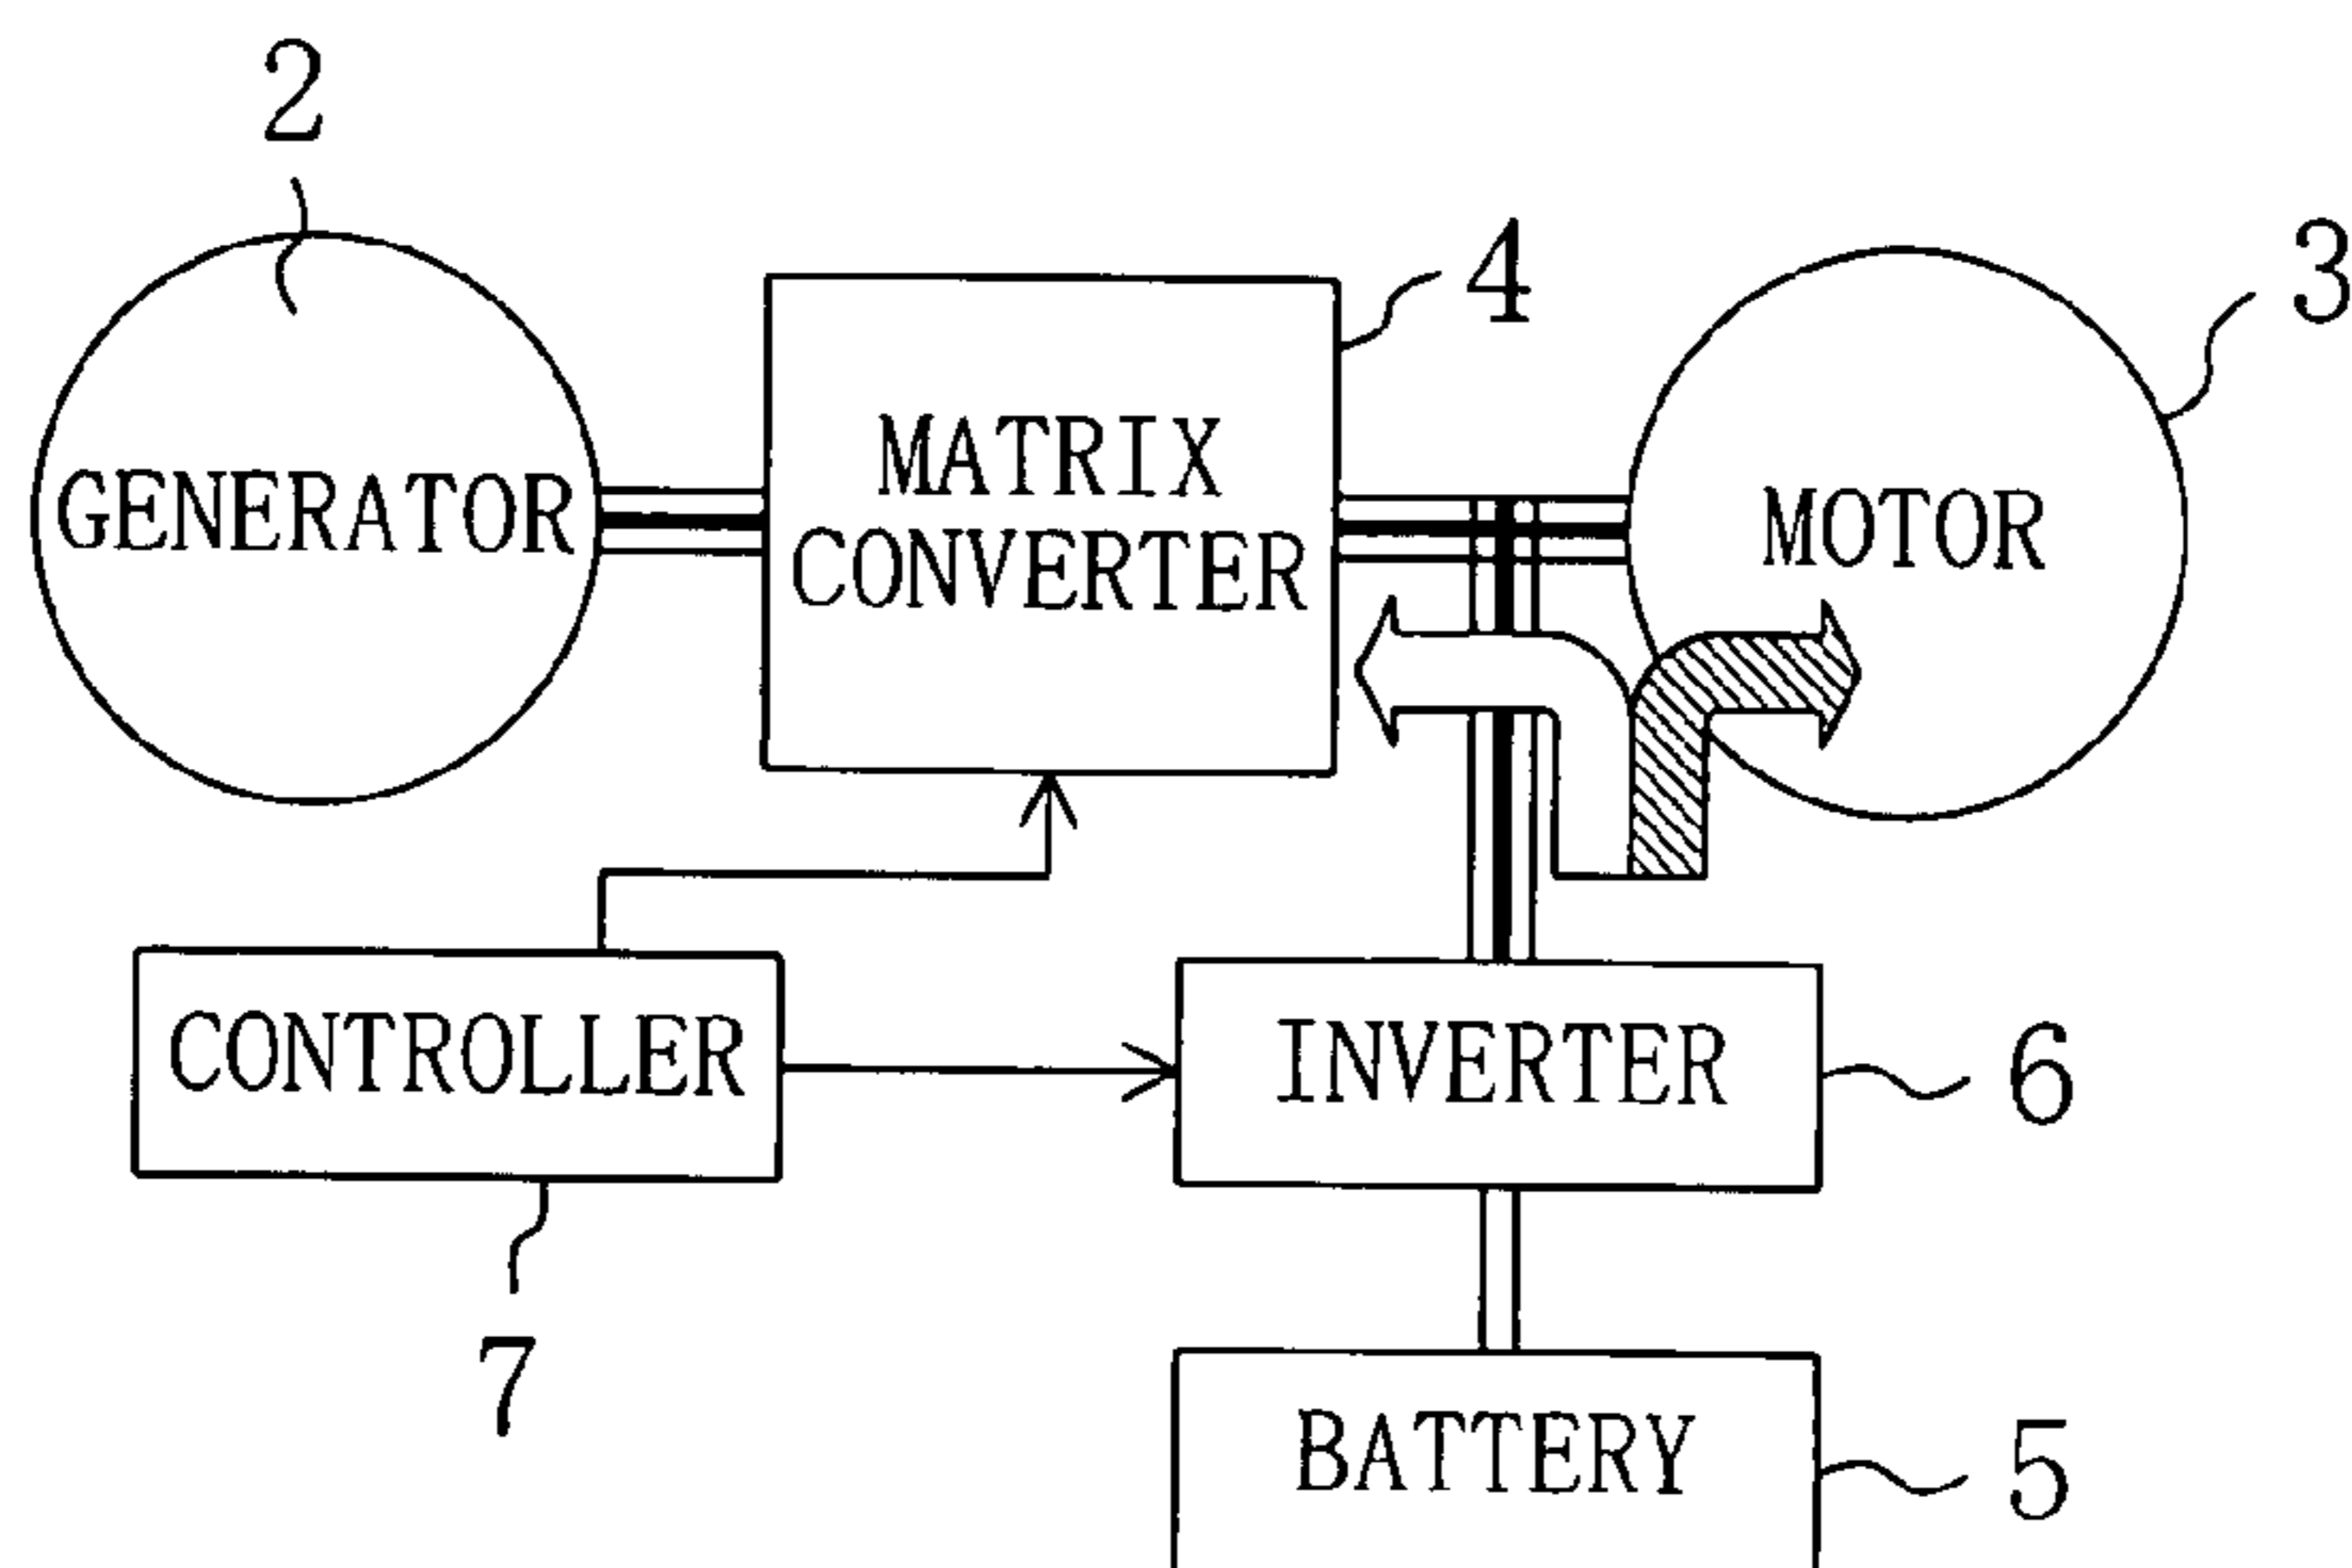 2
4
3
GENERATOR
MATRIX
CONVERTER
MOTOR
CONTROLLER
INVERTER
6
7
BATTERY
5